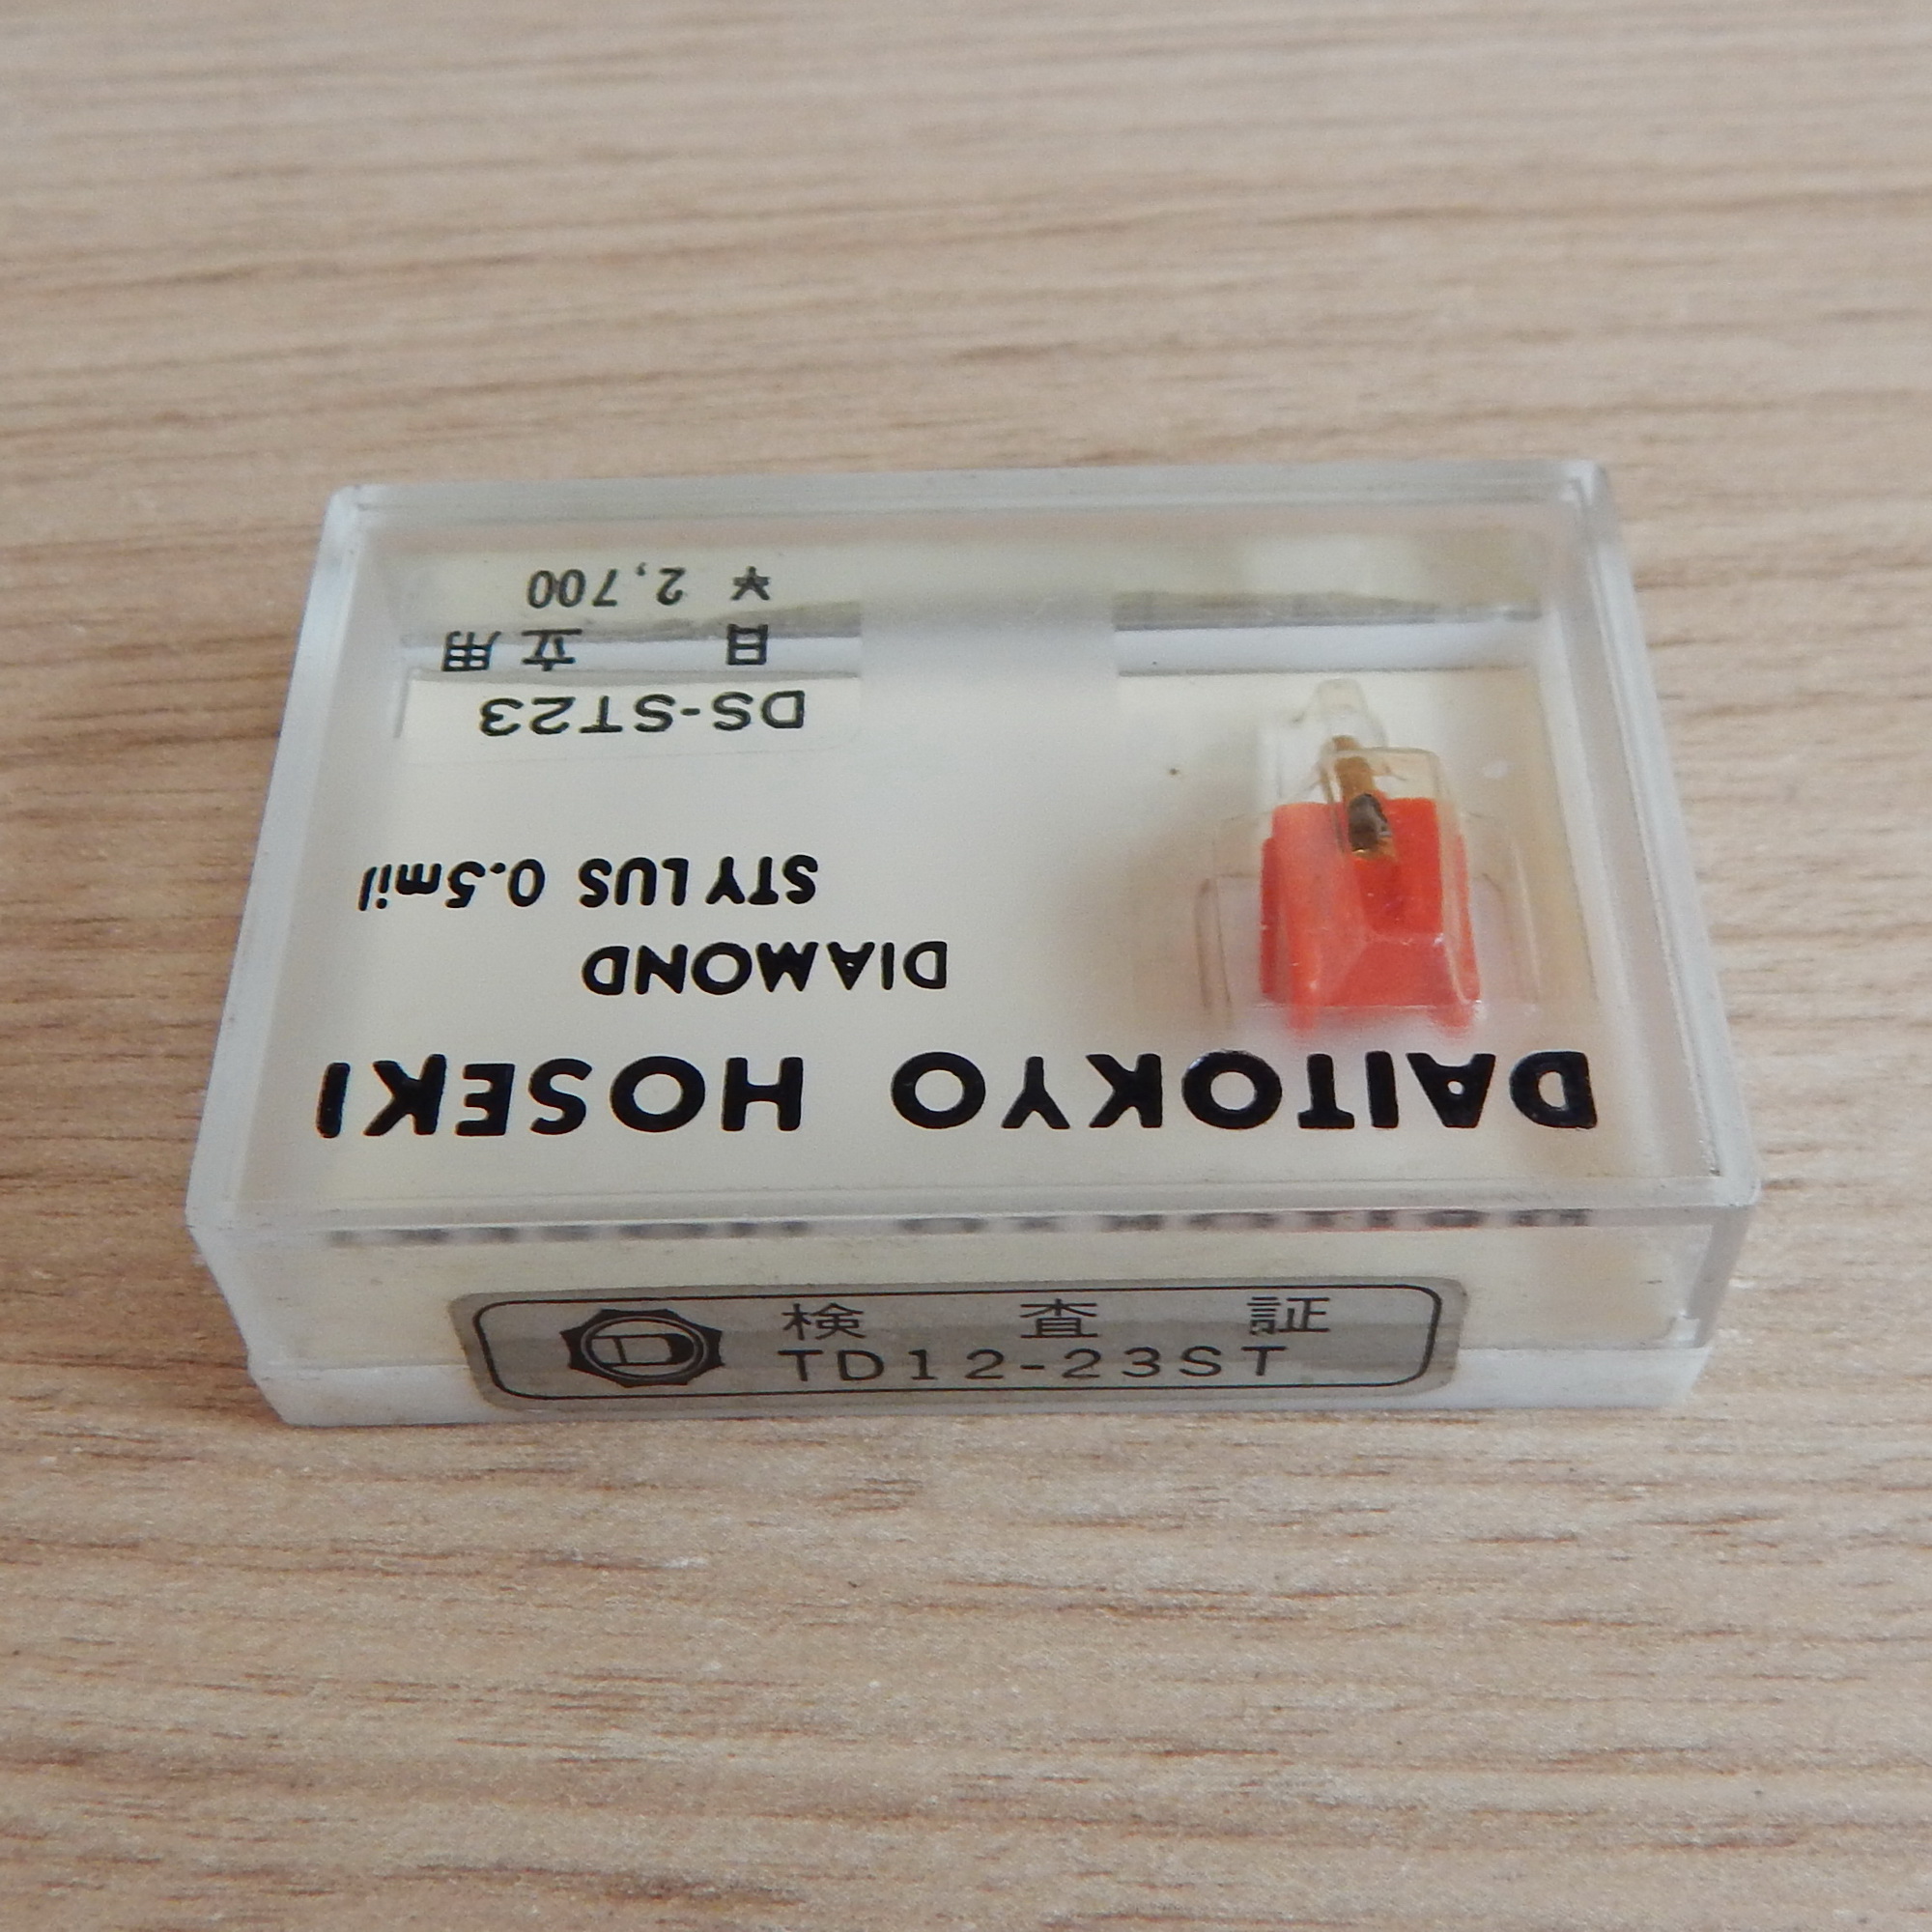 DAITOKYO HOSEKI
DIAMOND
STYLUS 0.5mil
DS-ST23
日 立 用
¥ 2,700
D 検 査 証
TD12-23ST